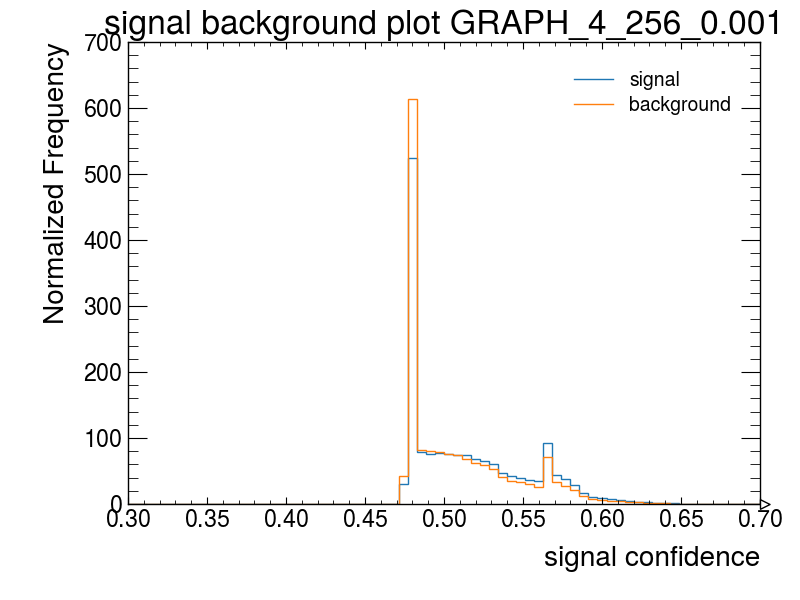 signal background plot GRAPH_4_256_0.001
Normalized Frequency
700
600
500
400
300
200
100
0
signal
background
0.30 0.35 0.40 0.45 0.50 0.55 0.60 0.65 0.70
signal confidence